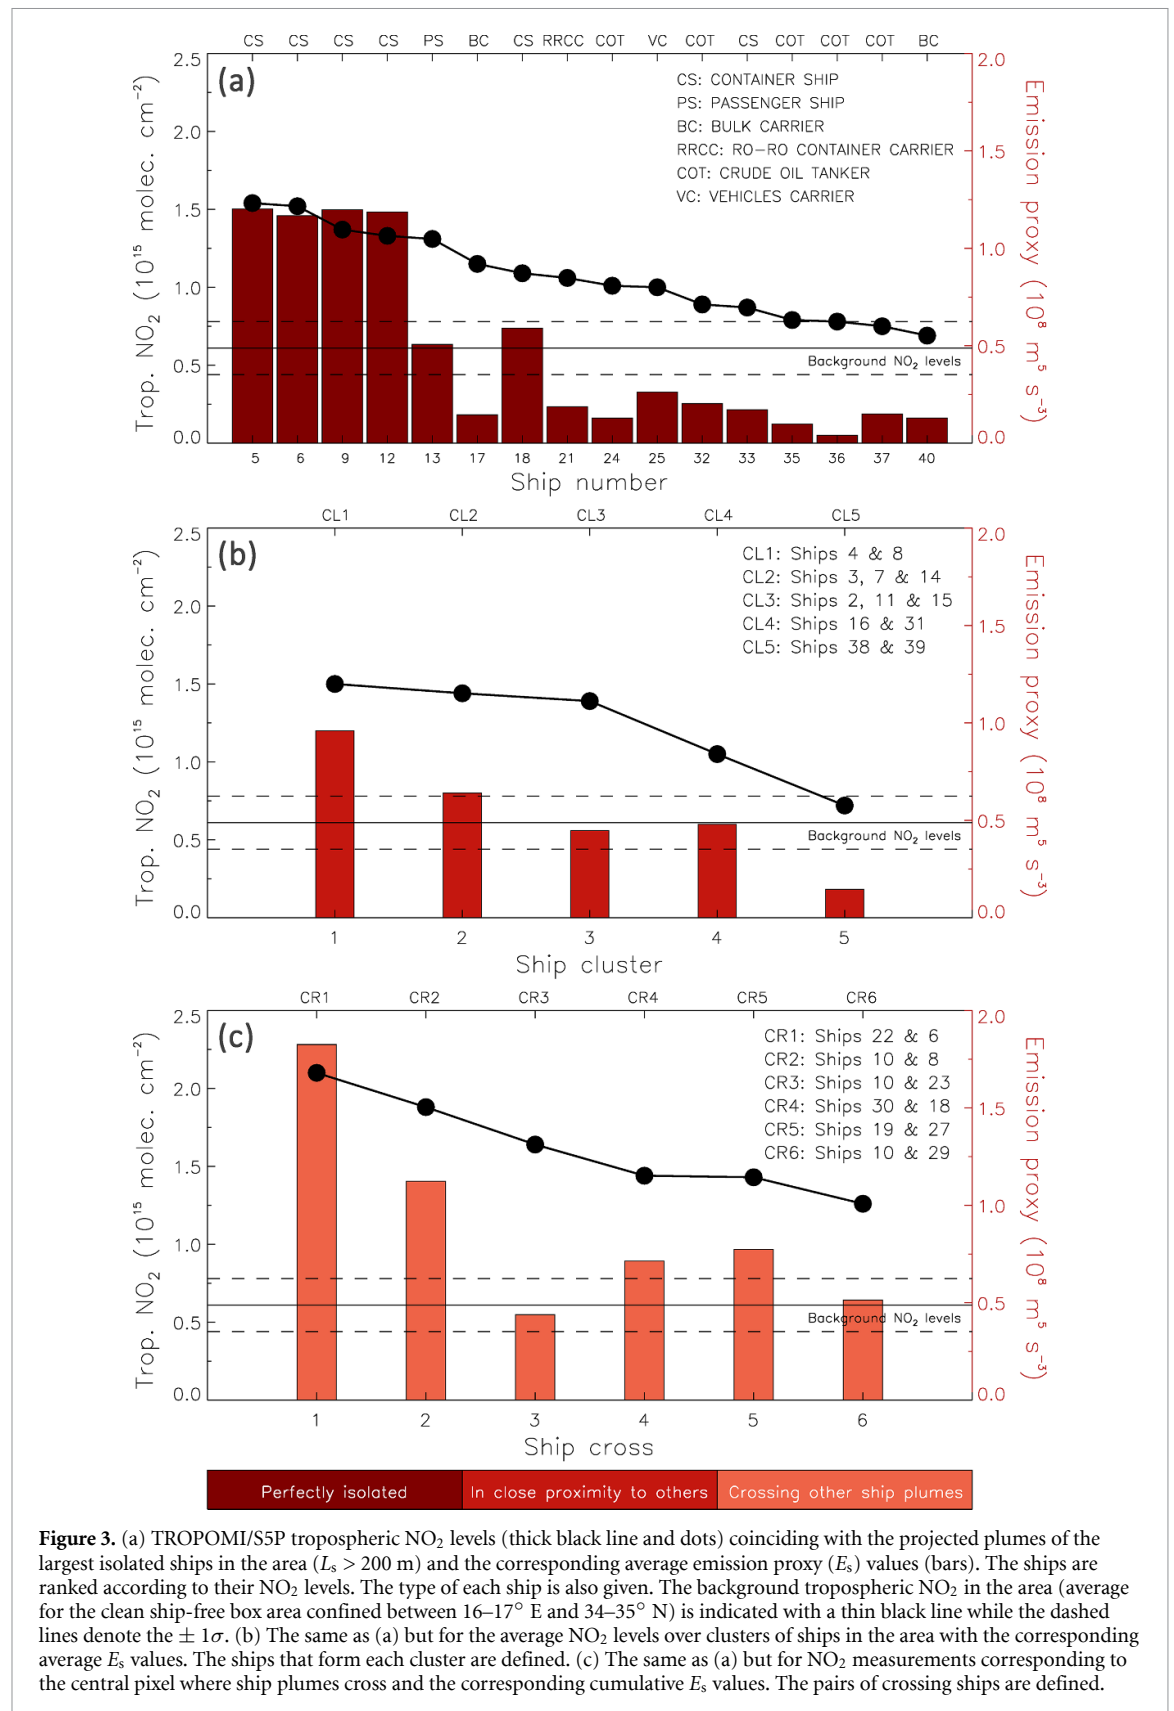 CS CS CS CS PS BC CS RRCC COT VC COT CS COT COT COT BC
(a)
CS: CONTAINER SHIP
PS: PASSENGER SHIP
BC: BULK CARRIER
RRCC: RO-RO CONTAINER CARRIER
COT: CRUDE OIL TANKER
VC: VEHICLES CARRIER
Trop. NO₂ (10¹⁵ molec. cm⁻²)
2.5
2.0
1.5
1.0
0.5
0.0
Emission proxy (10⁸ m⁵ s⁻³)
2.0
1.5
1.0
0.5
0.0
Background NO₂ levels
5 6 9 12 13 17 18 21 24 25 32 33 35 36 37 40
Ship number
CL1 CL2 CL3 CL4 CL5
(b)
CL1: Ships 4 & 8
CL2: Ships 3, 7 & 14
CL3: Ships 2, 11 & 15
CL4: Ships 16 & 31
CL5: Ships 38 & 39
Trop. NO₂ (10¹⁵ molec. cm⁻²)
2.5
2.0
1.5
1.0
0.5
0.0
Emission proxy (10⁸ m⁵ s⁻³)
2.0
1.5
1.0
0.5
0.0
Background NO₂ levels
1 2 3 4 5
Ship cluster
CR1 CR2 CR3 CR4 CR5 CR6
(c)
CR1: Ships 22 & 6
CR2: Ships 10 & 8
CR3: Ships 10 & 23
CR4: Ships 30 & 18
CR5: Ships 19 & 27
CR6: Ships 10 & 29
Trop. NO₂ (10¹⁵ molec. cm⁻²)
2.5
2.0
1.5
1.0
0.5
0.0
Emission proxy (10⁸ m⁵ s⁻³)
2.0
1.5
1.0
0.5
0.0
Background NO₂ levels
1 2 3 4 5 6
Ship cross
Perfectly isolated In close proximity to others Crossing other ship plumes
Figure 3. (a) TROPOMI/S5P tropospheric NO₂ levels (thick black line and dots) coinciding with the projected plumes of the
largest isolated ships in the area (Lₛ > 200 m) and the corresponding average emission proxy (Eₛ) values (bars). The ships are
ranked according to their NO₂ levels. The type of each ship is also given. The background tropospheric NO₂ in the area (average
for the clean ship-free box area confined between 16–17° E and 34–35° N) is indicated with a thin black line while the dashed
lines denote the ± 1σ. (b) The same as (a) but for the average NO₂ levels over clusters of ships in the area with the corresponding
average Eₛ values. The ships that form each cluster are defined. (c) The same as (a) but for NO₂ measurements corresponding to
the central pixel where ship plumes cross and the corresponding cumulative Eₛ values. The pairs of crossing ships are defined.